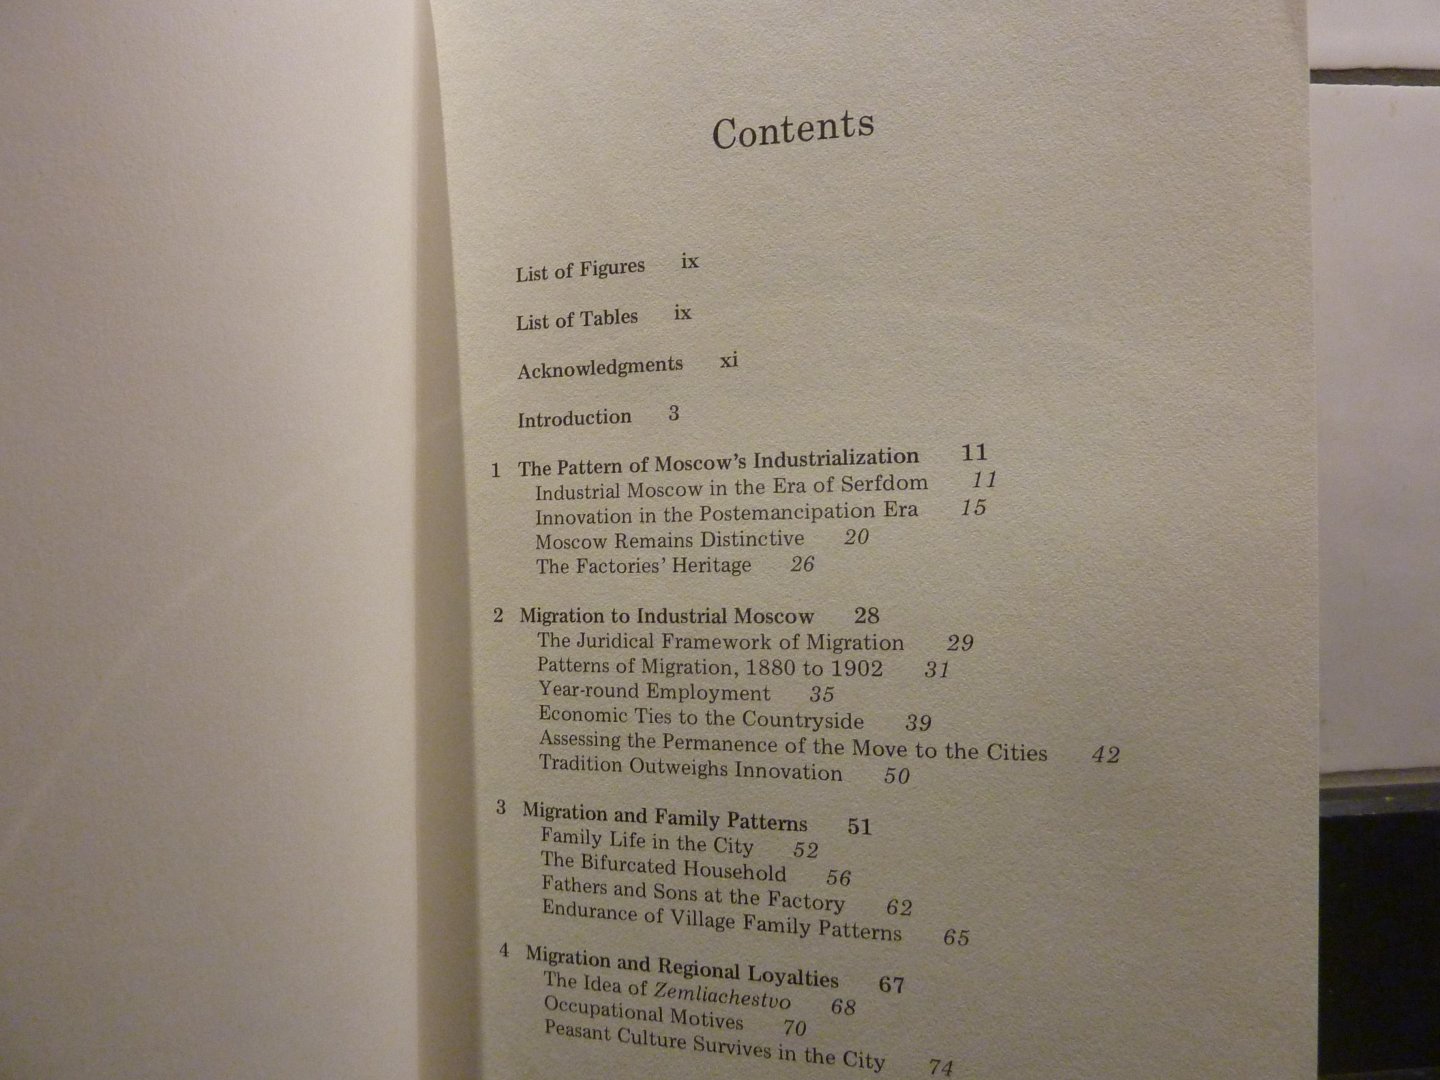 Contents
List of Figures ix
List of Tables ix
Acknowledgments xi
Introduction 3
1 The Pattern of Moscow's Industrialization 11
Industrial Moscow in the Era of Serfdom 11
Innovation in the Postemancipation Era 15
Moscow Remains Distinctive 20
The Factories' Heritage 26
2 Migration to Industrial Moscow 28
The Juridical Framework of Migration 29
Patterns of Migration, 1880 to 1902 31
Year-round Employment 35
Economic Ties to the Countryside 39
Assessing the Permanence of the Move to the Cities 42
Tradition Outweighs Innovation 50
3 Migration and Family Patterns 51
Family Life in the City 52
The Bifurcated Household 56
Fathers and Sons at the Factory 62
Endurance of Village Family Patterns 65
4 Migration and Regional Loyalties 67
The Idea of Zemliachestvo 68
Occupational Motives 70
Peasant Culture Survives in the City 74